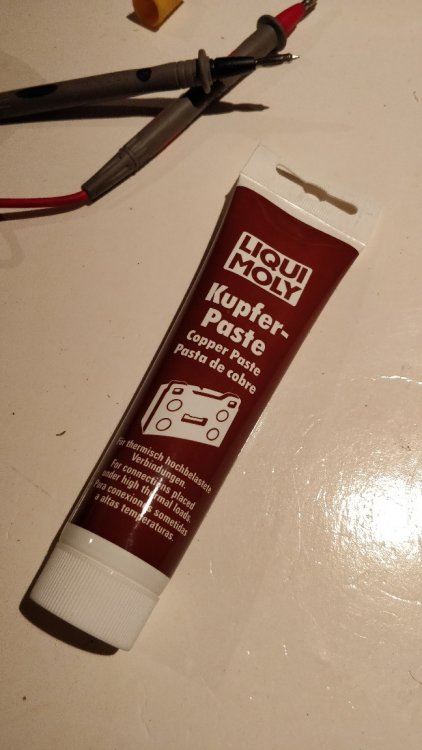 LIQUI
MOLY
Kupfer-
Paste
Copper Paste
Pasta de cobre
Für thermisch hochbelastete
Verbindungen.
For connections placed
under high thermal loads.
Para conexiones sometidas
a altas temperaturas.